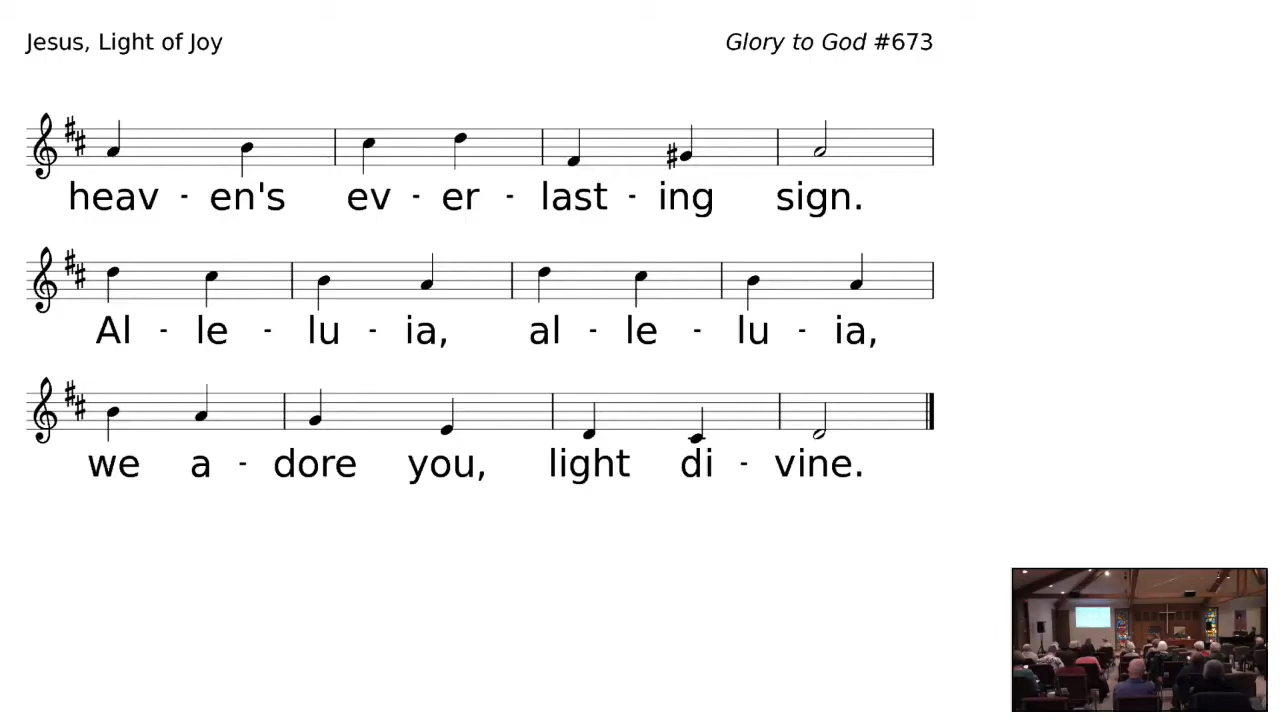 Jesus, Light of Joy
Glory to God #673
heav - en's ev - er - last - ing sign.
Al - le - lu - ia, al - le - lu - ia,
we a - dore you, light di - vine.